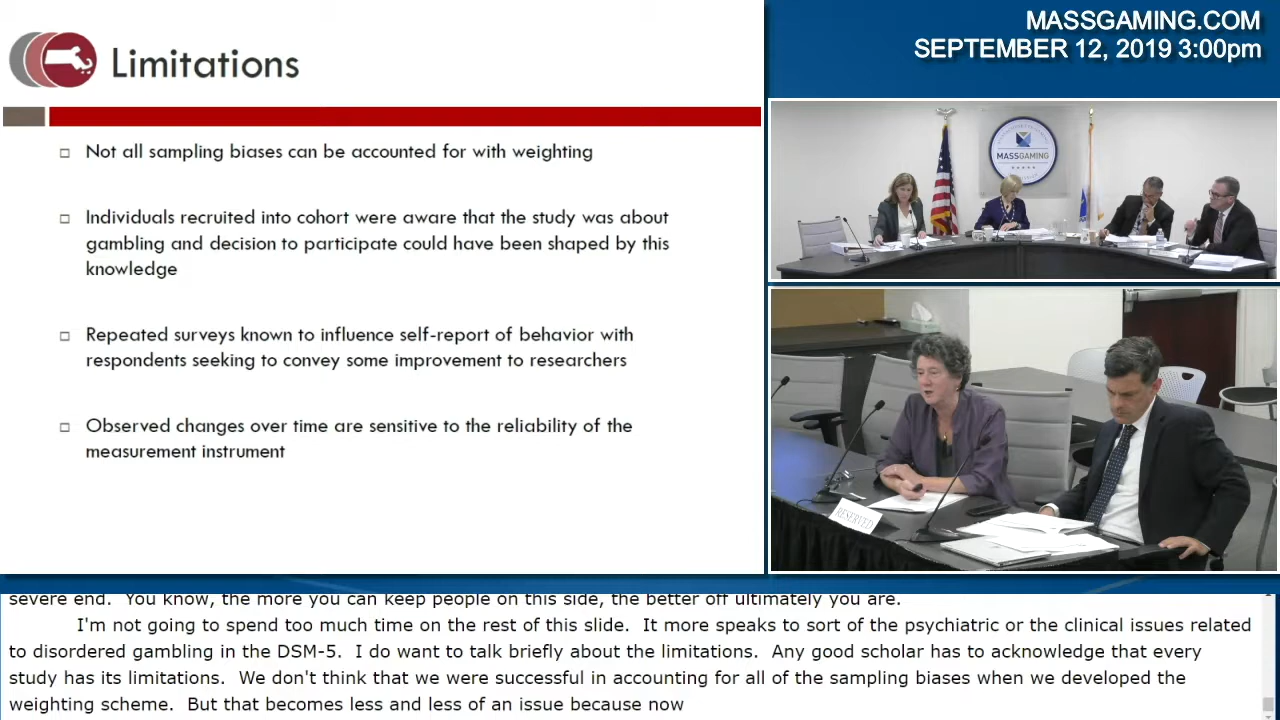 MASSGAMING.COM
SEPTEMBER 12, 2019 3:00pm
Limitations
Not all sampling biases can be accounted for with weighting
Individuals recruited into cohort were aware that the study was about
gambling and decision to participate could have been shaped by this
knowledge
Repeated surveys known to influence self-report of behavior with
respondents seeking to convey some improvement to researchers
Observed changes over time are sensitive to the reliability of the
measurement instrument
MASSGAMING
RESERVED
severe end.  You know, the more you can keep people on this side, the better off ultimately you are.
I'm not going to spend too much time on the rest of this slide.  It more speaks to sort of the psychiatric or the clinical issues related
to disordered gambling in the DSM-5.  I do want to talk briefly about the limitations.  Any good scholar has to acknowledge that every
study has its limitations.  We don't think that we were successful in accounting for all of the sampling biases when we developed the
weighting scheme.  But that becomes less and less of an issue because now